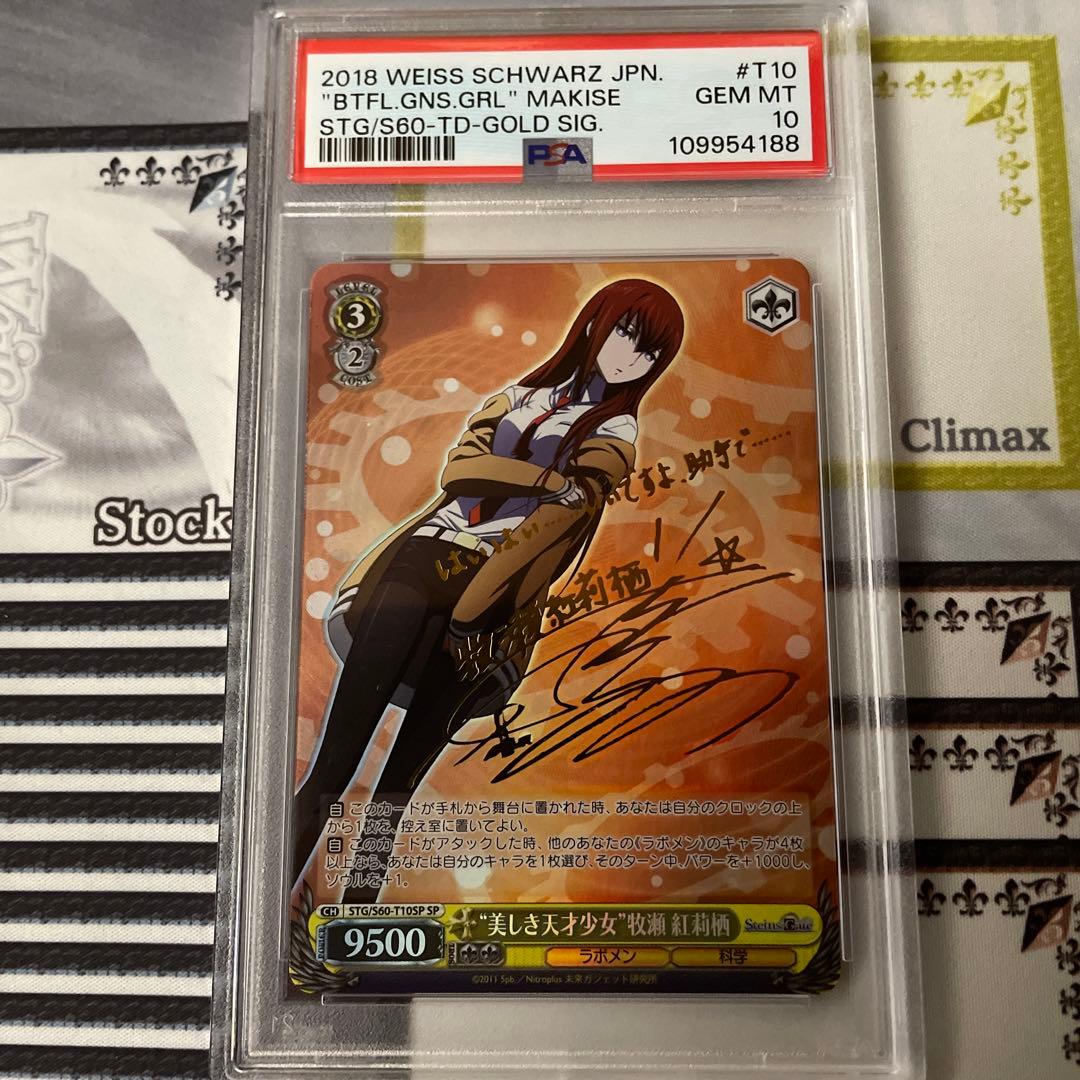 2018 WEISS SCHWARZ JPN. #T10
"BTFL.GNS.GRL" MAKISE GEM MT
STG/S60-TD-GOLD SIG. 10
PSA 109954188
LEVEL
3
2
COST
Climax
Stock
はいはい……いいですよ、助手で……
牧瀬紅莉栖
自 このカードが手札から舞台に置かれた時、あなたは自分のクロックの上
から1枚を、控え室に置いてよい。
自 このカードがアタックした時、他のあなたの《ラボメン》のキャラが4枚
以上なら、あなたは自分のキャラを1枚選び、そのターン中、パワーを+1000し、
ソウルを+1。
CH STG/S60-T10SP SP
"美しき天才少女"牧瀬 紅莉栖 Steins;Gate
POWER 9500 SOUL ラボメン 科学
©2011 5pb.／Nitroplus 未来ガジェット研究所